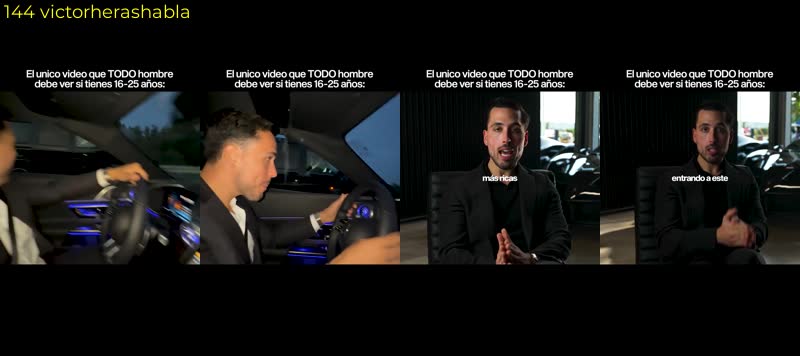 144 victorherashabla
El unico video que TODO hombre
debe ver si tienes 16-25 años:
El unico video que TODO hombre
debe ver si tienes 16-25 años:
El unico video que TODO hombre
debe ver si tienes 16-25 años:
El unico video que TODO hombre
debe ver si tienes 16-25 años:
más ricas
entrando a este